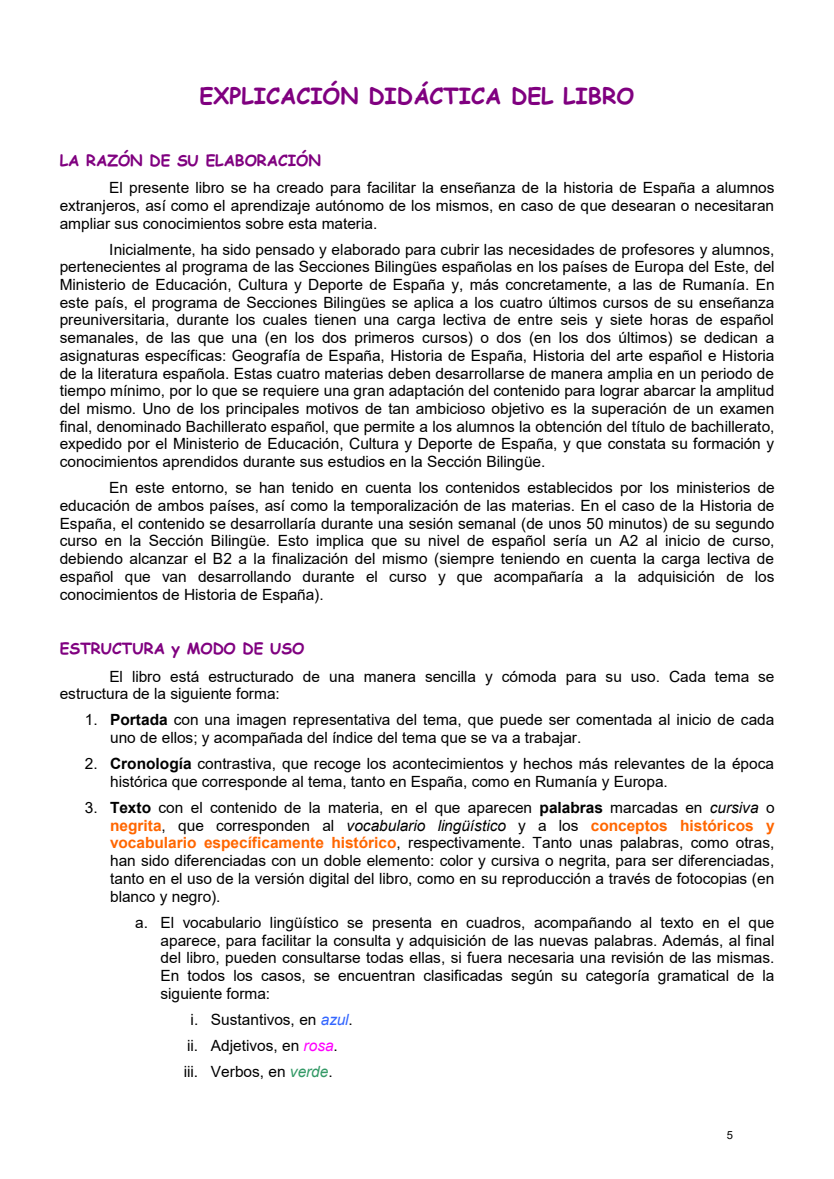 EXPLICACIÓN DIDÁCTICA DEL LIBRO
LA RAZÓN DE SU ELABORACIÓN
El presente libro se ha creado para facilitar la enseñanza de la historia de España a alumnos
extranjeros, así como el aprendizaje autónomo de los mismos, en caso de que desearan o necesitaran
ampliar sus conocimientos sobre esta materia.
Inicialmente, ha sido pensado y elaborado para cubrir las necesidades de profesores y alumnos,
pertenecientes al programa de las Secciones Bilingües españolas en los países de Europa del Este, del
Ministerio de Educación, Cultura y Deporte de España y, más concretamente, a las de Rumanía. En
este país, el programa de Secciones Bilingües se aplica a los cuatro últimos cursos de su enseñanza
preuniversitaria, durante los cuales tienen una carga lectiva de entre seis y siete horas de español
semanales, de las que una (en los dos primeros cursos) o dos (en los dos últimos) se dedican a
asignaturas específicas: Geografía de España, Historia de España, Historia del arte español e Historia
de la literatura española. Estas cuatro materias deben desarrollarse de manera amplia en un periodo de
tiempo mínimo, por lo que se requiere una gran adaptación del contenido para lograr abarcar la amplitud
del mismo. Uno de los principales motivos de tan ambicioso objetivo es la superación de un examen
final, denominado Bachillerato español, que permite a los alumnos la obtención del título de bachillerato,
expedido por el Ministerio de Educación, Cultura y Deporte de España, y que constata su formación y
conocimientos aprendidos durante sus estudios en la Sección Bilingüe.
En este entorno, se han tenido en cuenta los contenidos establecidos por los ministerios de
educación de ambos países, así como la temporalización de las materias. En el caso de la Historia de
España, el contenido se desarrollaría durante una sesión semanal (de unos 50 minutos) de su segundo
curso en la Sección Bilingüe. Esto implica que su nivel de español sería un A2 al inicio de curso,
debiendo alcanzar el B2 a la finalización del mismo (siempre teniendo en cuenta la carga lectiva de
español que van desarrollando durante el curso y que acompañaría a la adquisición de los
conocimientos de Historia de España).
ESTRUCTURA y MODO DE USO
El libro está estructurado de una manera sencilla y cómoda para su uso. Cada tema se
estructura de la siguiente forma:
1. Portada con una imagen representativa del tema, que puede ser comentada al inicio de cada
uno de ellos; y acompañada del índice del tema que se va a trabajar.
2. Cronología contrastiva, que recoge los acontecimientos y hechos más relevantes de la época
histórica que corresponde al tema, tanto en España, como en Rumanía y Europa.
3. Texto con el contenido de la materia, en el que aparecen palabras marcadas en cursiva o
negrita, que corresponden al vocabulario lingüístico y a los conceptos históricos y
vocabulario específicamente histórico, respectivamente. Tanto unas palabras, como otras,
han sido diferenciadas con un doble elemento: color y cursiva o negrita, para ser diferenciadas,
tanto en el uso de la versión digital del libro, como en su reproducción a través de fotocopias (en
blanco y negro).
a. El vocabulario lingüístico se presenta en cuadros, acompañando al texto en el que
aparece, para facilitar la consulta y adquisición de las nuevas palabras. Además, al final
del libro, pueden consultarse todas ellas, si fuera necesaria una revisión de las mismas.
En todos los casos, se encuentran clasificadas según su categoría gramatical de la
siguiente forma:
i. Sustantivos, en azul.
ii. Adjetivos, en rosa.
iii. Verbos, en verde.
5